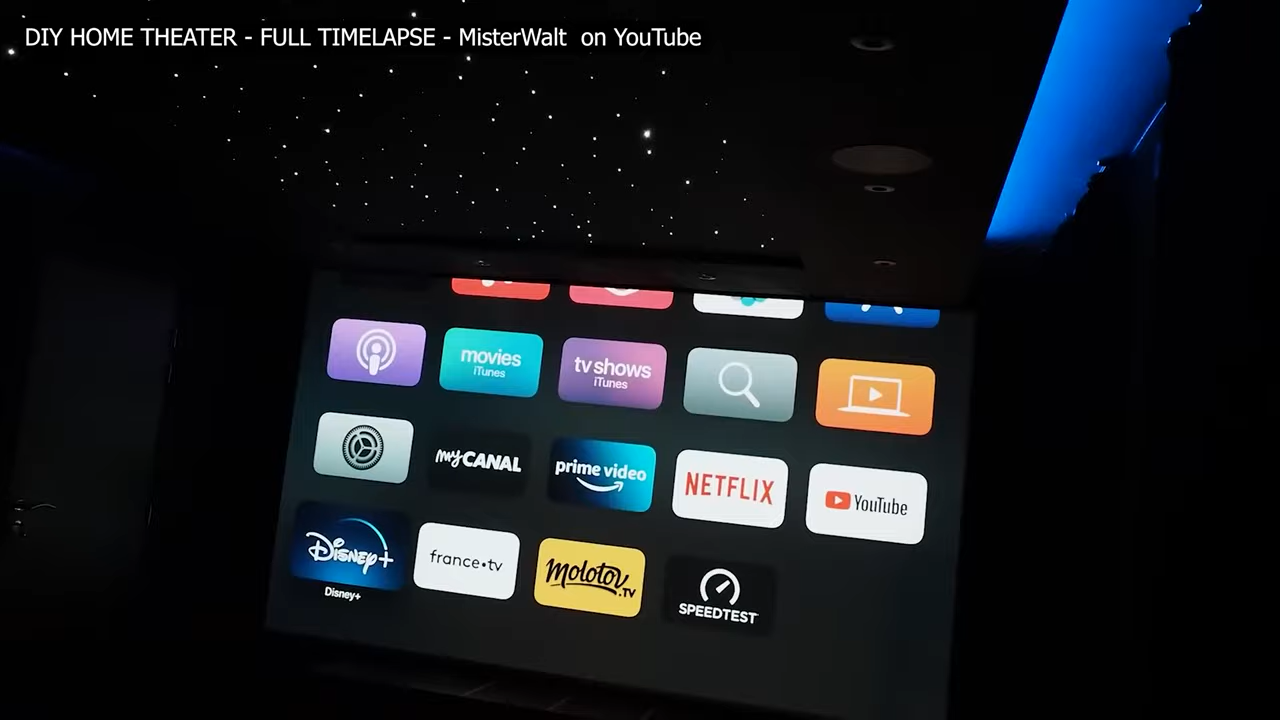 DIY HOME THEATER - FULL TIMELAPSE - MisterWalt on YouTube
movies
iTunes
tv shows
iTunes
myCANAL
prime video
NETFLIX
YouTube
Disney+
Disney+
france•tv
molotov.tv
SPEEDTEST